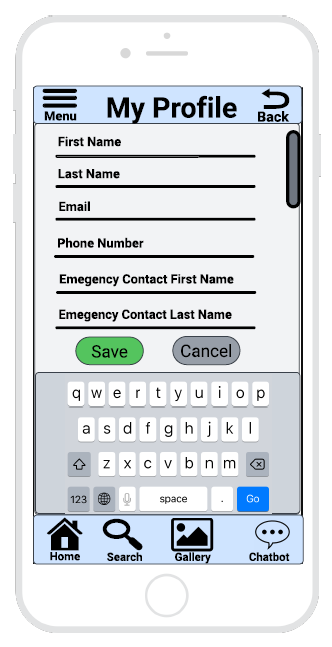 My Profile
Menu
Back
First Name
Last Name
Email
Phone Number
Emegency Contact First Name
Emegency Contact Last Name
Save Cancel
q w e r t y u i o p
a s d f g h j k l
z x c v b n m
123 space . Go
Home Search Gallery Chatbot